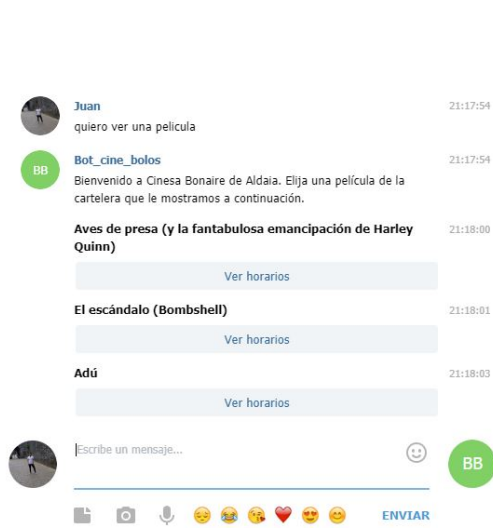 Juan 21:17:54
quiero ver una pelicula
BB
Bot_cine_bolos 21:17:54
Bienvenido a Cinesa Bonaire de Aldaia. Elija una película de la
cartelera que le mostramos a continuación.
Aves de presa (y la fantabulosa emancipación de Harley 21:18:00
Quinn)
Ver horarios
El escándalo (Bombshell) 21:18:01
Ver horarios
Adú 21:18:03
Ver horarios
Escribe un mensaje...
BB
ENVIAR